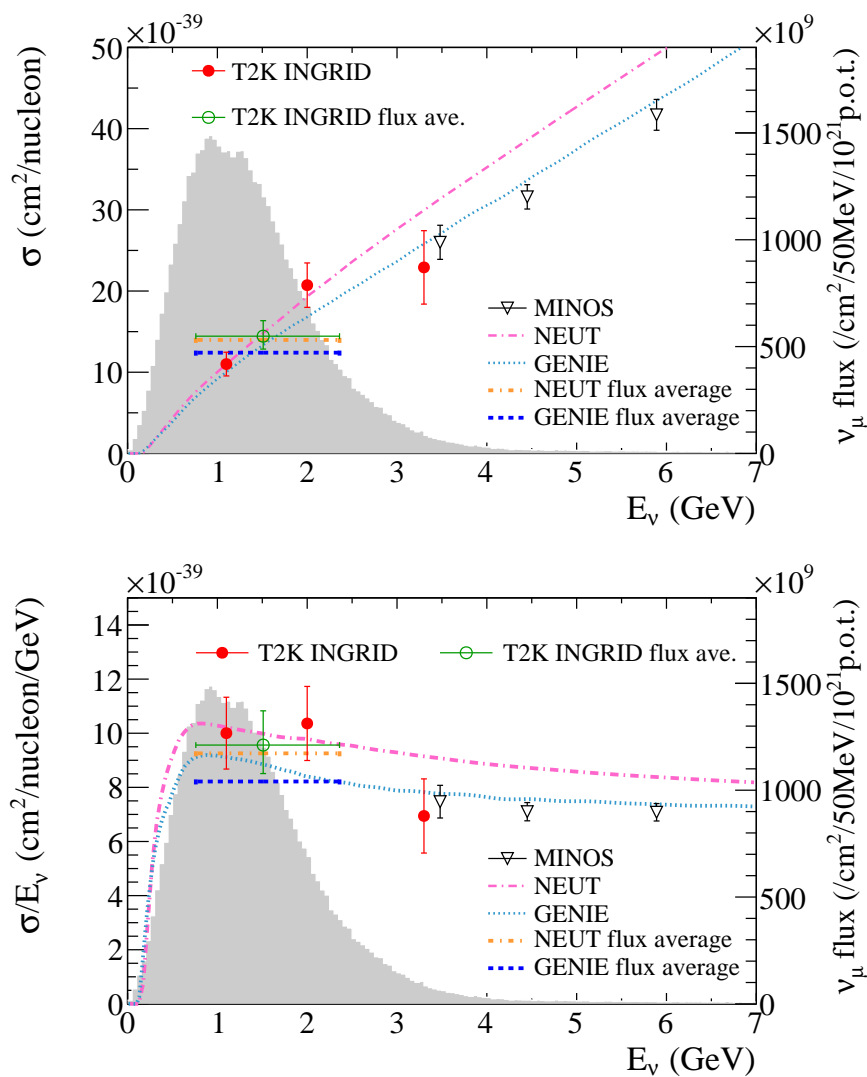 ×10⁻³⁹
×10⁹
50
40
30
20
10
0
σ (cm²/nucleon)
T2K INGRID
T2K INGRID flux ave.
MINOS
NEUT
GENIE
NEUT flux average
GENIE flux average
1500
1000
500
0
ν_μ flux (/cm²/50MeV/10²¹p.o.t.)
0 1 2 3 4 5 6 7
E_ν (GeV)
×10⁻³⁹
×10⁹
14
12
10
8
6
4
2
0
σ/E_ν (cm²/nucleon/GeV)
T2K INGRID T2K INGRID flux ave.
MINOS
NEUT
GENIE
NEUT flux average
GENIE flux average
1500
1000
500
0
ν_μ flux (/cm²/50MeV/10²¹p.o.t.)
0 1 2 3 4 5 6 7
E_ν (GeV)